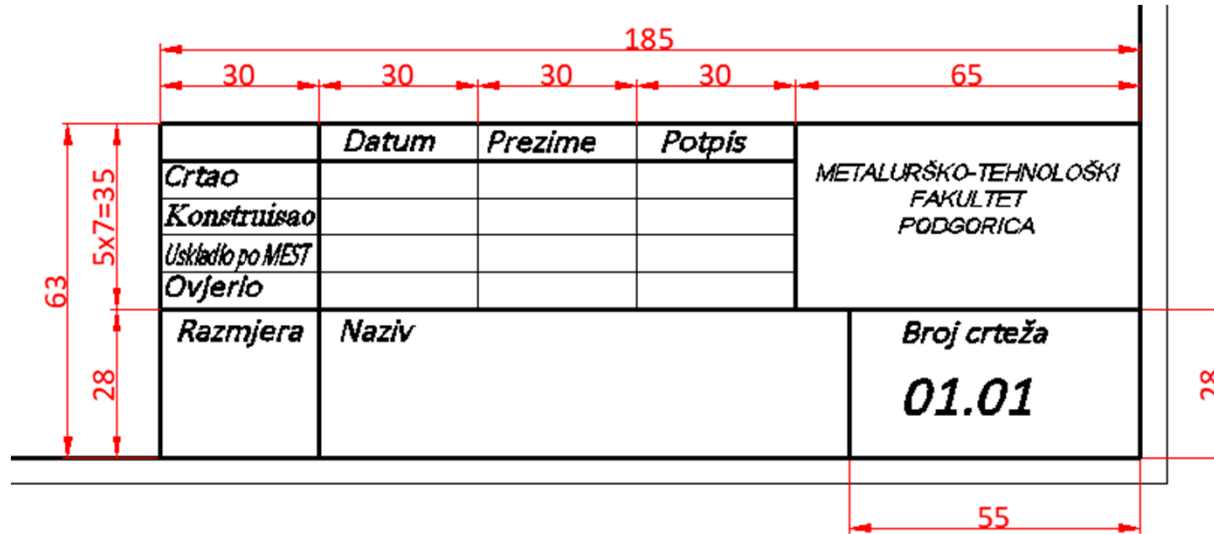 185
30 30 30 30 65
Datum Prezime Potpis
Crtao
Konstruisao
Uskladlo po MEST
Ovjerio
METALURŠKO-TEHNOLOŠKI
FAKULTET
PODGORICA
5x7=35
63
28
Razmjera Naziv Broj crteža
01.01
28
55